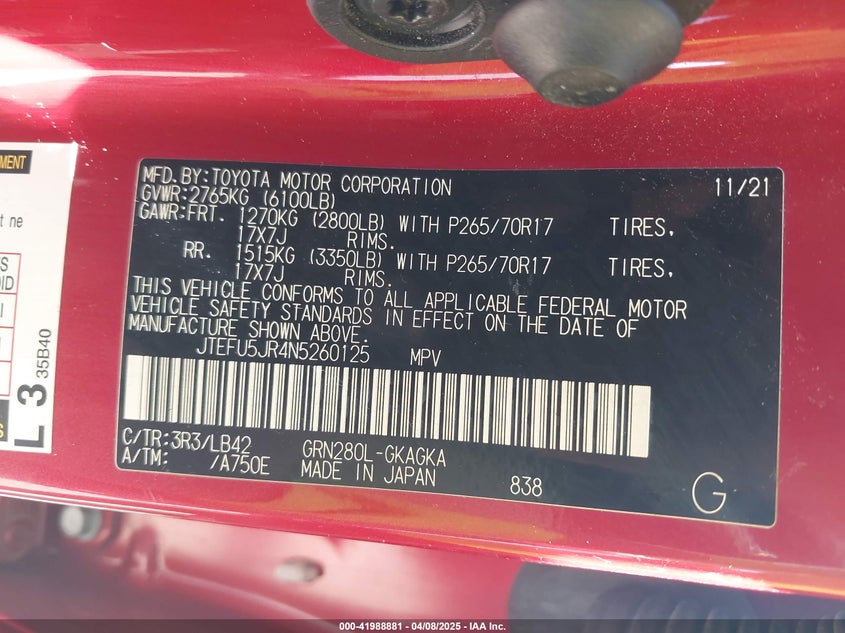 MFD.BY:TOYOTA MOTOR CORPORATION 11/21
GVWR:2765KG (6100LB)
GAWR:FRT. 1270KG (2800LB) WITH P265/70R17 TIRES,
17X7J RIMS.
RR. 1515KG (3350LB) WITH P265/70R17 TIRES,
17X7J RIMS.
THIS VEHICLE CONFORMS TO ALL APPLICABLE FEDERAL MOTOR
VEHICLE SAFETY STANDARDS IN EFFECT ON THE DATE OF
MANUFACTURE SHOWN ABOVE.
JTEFU5JR4N5260125 MPV
C/TR:3R3/LB42 GRN280L-GKAGKA
A/TM: /A750E MADE IN JAPAN 838
G
L 3 35B40
000-41988881 | 04/08/2025 - IAA Inc.